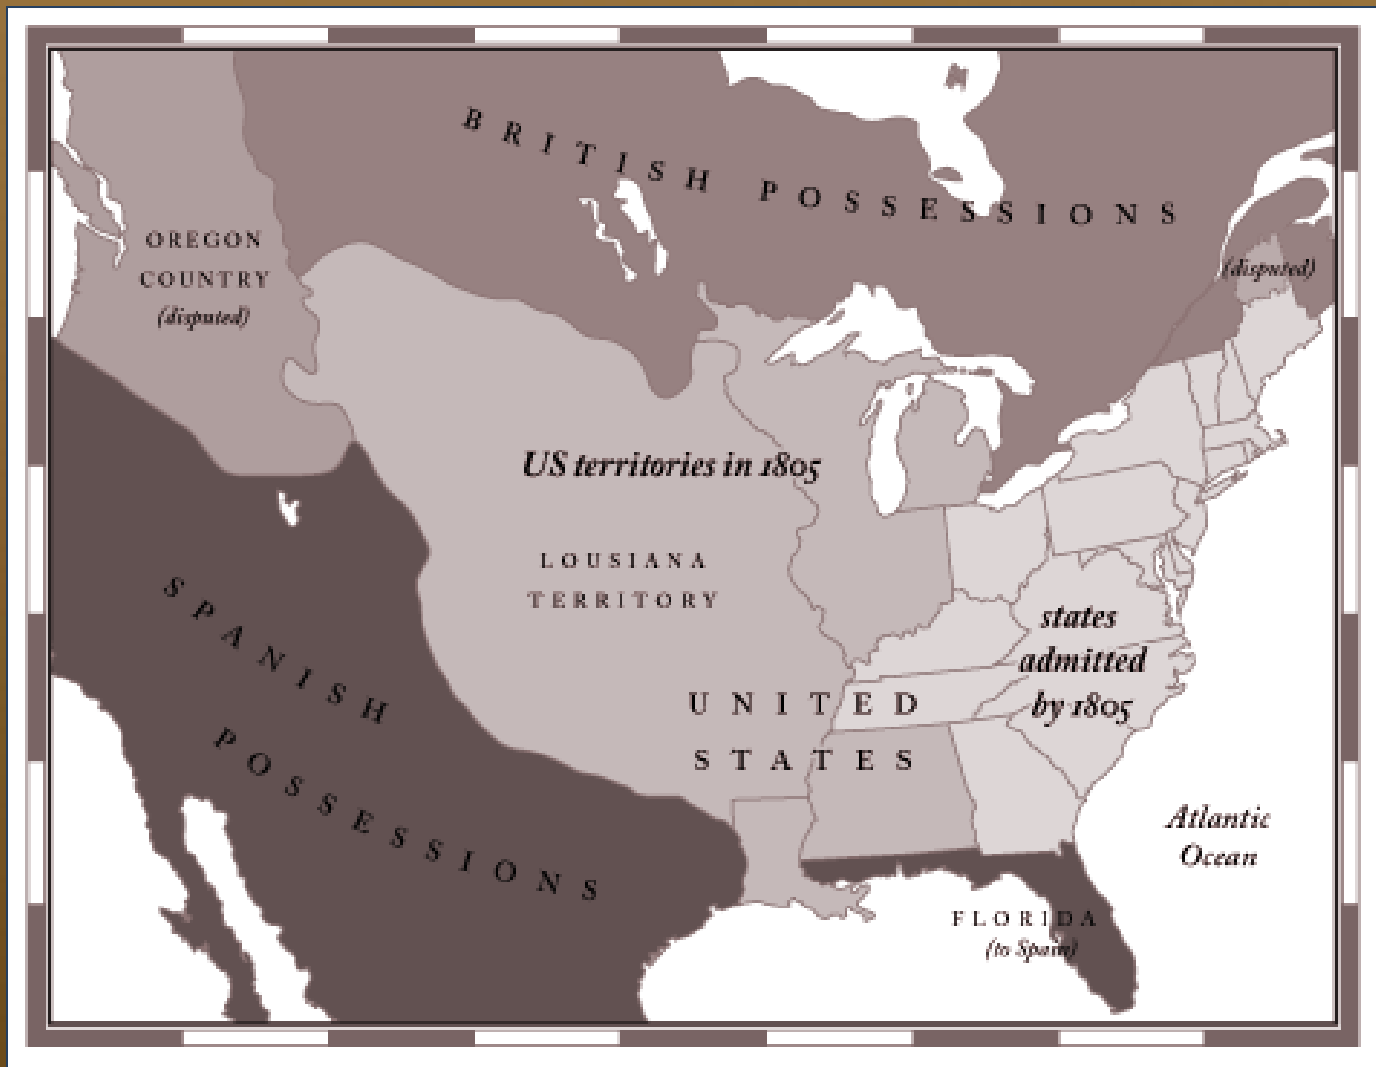 BRITISH POSSESSIONS
OREGON
COUNTRY
(disputed)
(disputed)
US territories in 1805
LOUSIANA
TERRITORY
SPANISH
POSSESSIONS
states
admitted
by 1805
UNITED
STATES
Atlantic
Ocean
FLORIDA
(to Spain)